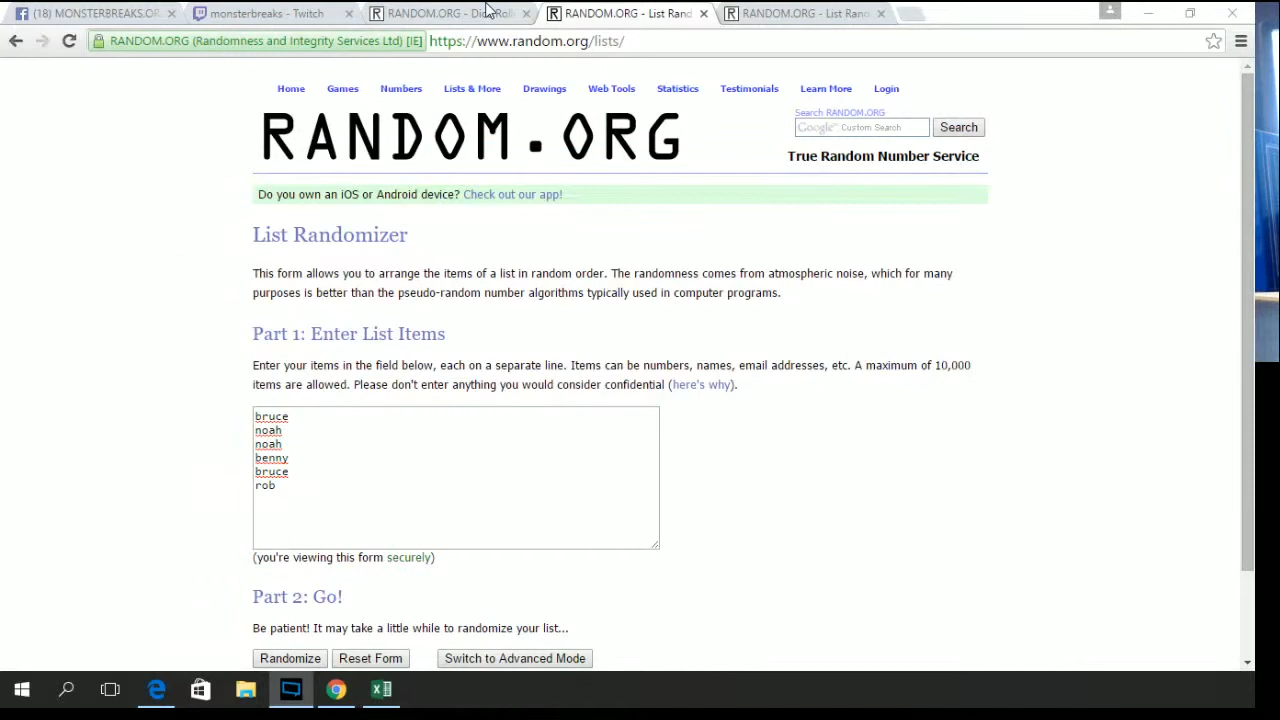 (18) MONSTERBREAKS.OR
monsterbreaks - Twitch
RANDOM.ORG - Dice Roll
RANDOM.ORG - List Rand
RANDOM.ORG - List Rand
RANDOM.ORG (Randomness and Integrity Services Ltd) [IE]
https://www.random.org/lists/
Home Games Numbers Lists & More Drawings Web Tools Statistics Testimonials Learn More Login
RANDOM.ORG
Search RANDOM.ORG
Google™ Custom Search
Search
True Random Number Service
Do you own an iOS or Android device? Check out our app!
List Randomizer
This form allows you to arrange the items of a list in random order. The randomness comes from atmospheric noise, which for many
purposes is better than the pseudo-random number algorithms typically used in computer programs.
Part 1: Enter List Items
Enter your items in the field below, each on a separate line. Items can be numbers, names, email addresses, etc. A maximum of 10,000
items are allowed. Please don't enter anything you would consider confidential (here's why).
bruce
noah
noah
benny
bruce
rob
(you're viewing this form securely)
Part 2: Go!
Be patient! It may take a little while to randomize your list...
Randomize Reset Form Switch to Advanced Mode